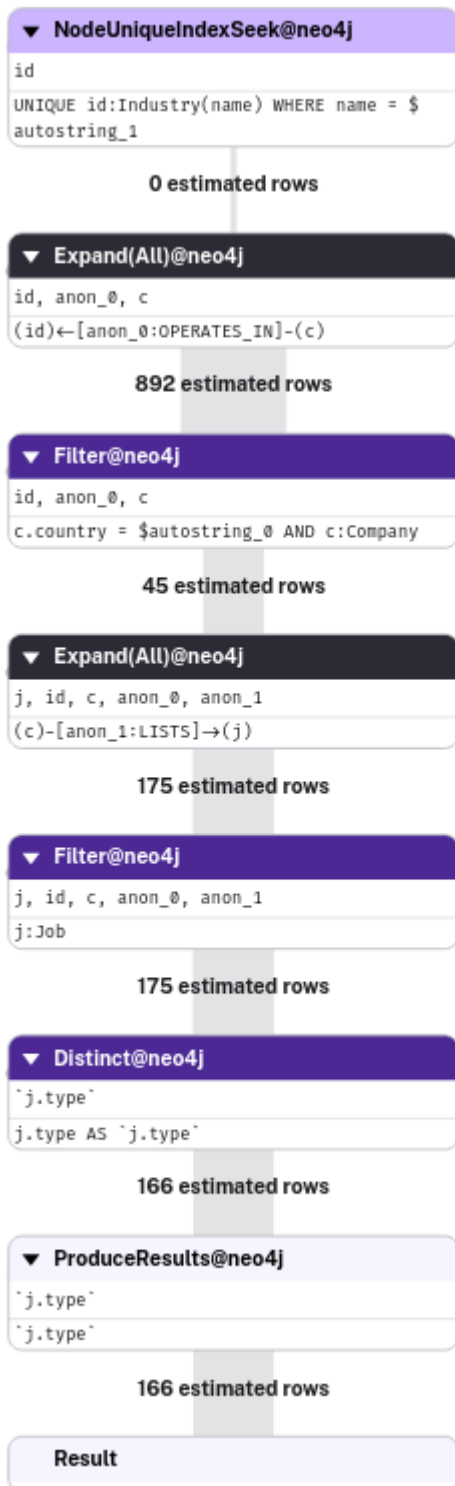 NodeUniqueIndexSeek@neo4j
id
UNIQUE id:Industry(name) WHERE name = $
autostring_1
0 estimated rows
Expand(All)@neo4j
id, anon_0, c
(id)←[anon_0:OPERATES_IN]-(c)
892 estimated rows
Filter@neo4j
id, anon_0, c
c.country = $autostring_0 AND c:Company
45 estimated rows
Expand(All)@neo4j
j, id, c, anon_0, anon_1
(c)-[anon_1:LISTS]→(j)
175 estimated rows
Filter@neo4j
j, id, c, anon_0, anon_1
j:Job
175 estimated rows
Distinct@neo4j
`j.type`
j.type AS `j.type`
166 estimated rows
ProduceResults@neo4j
`j.type`
`j.type`
166 estimated rows
Result